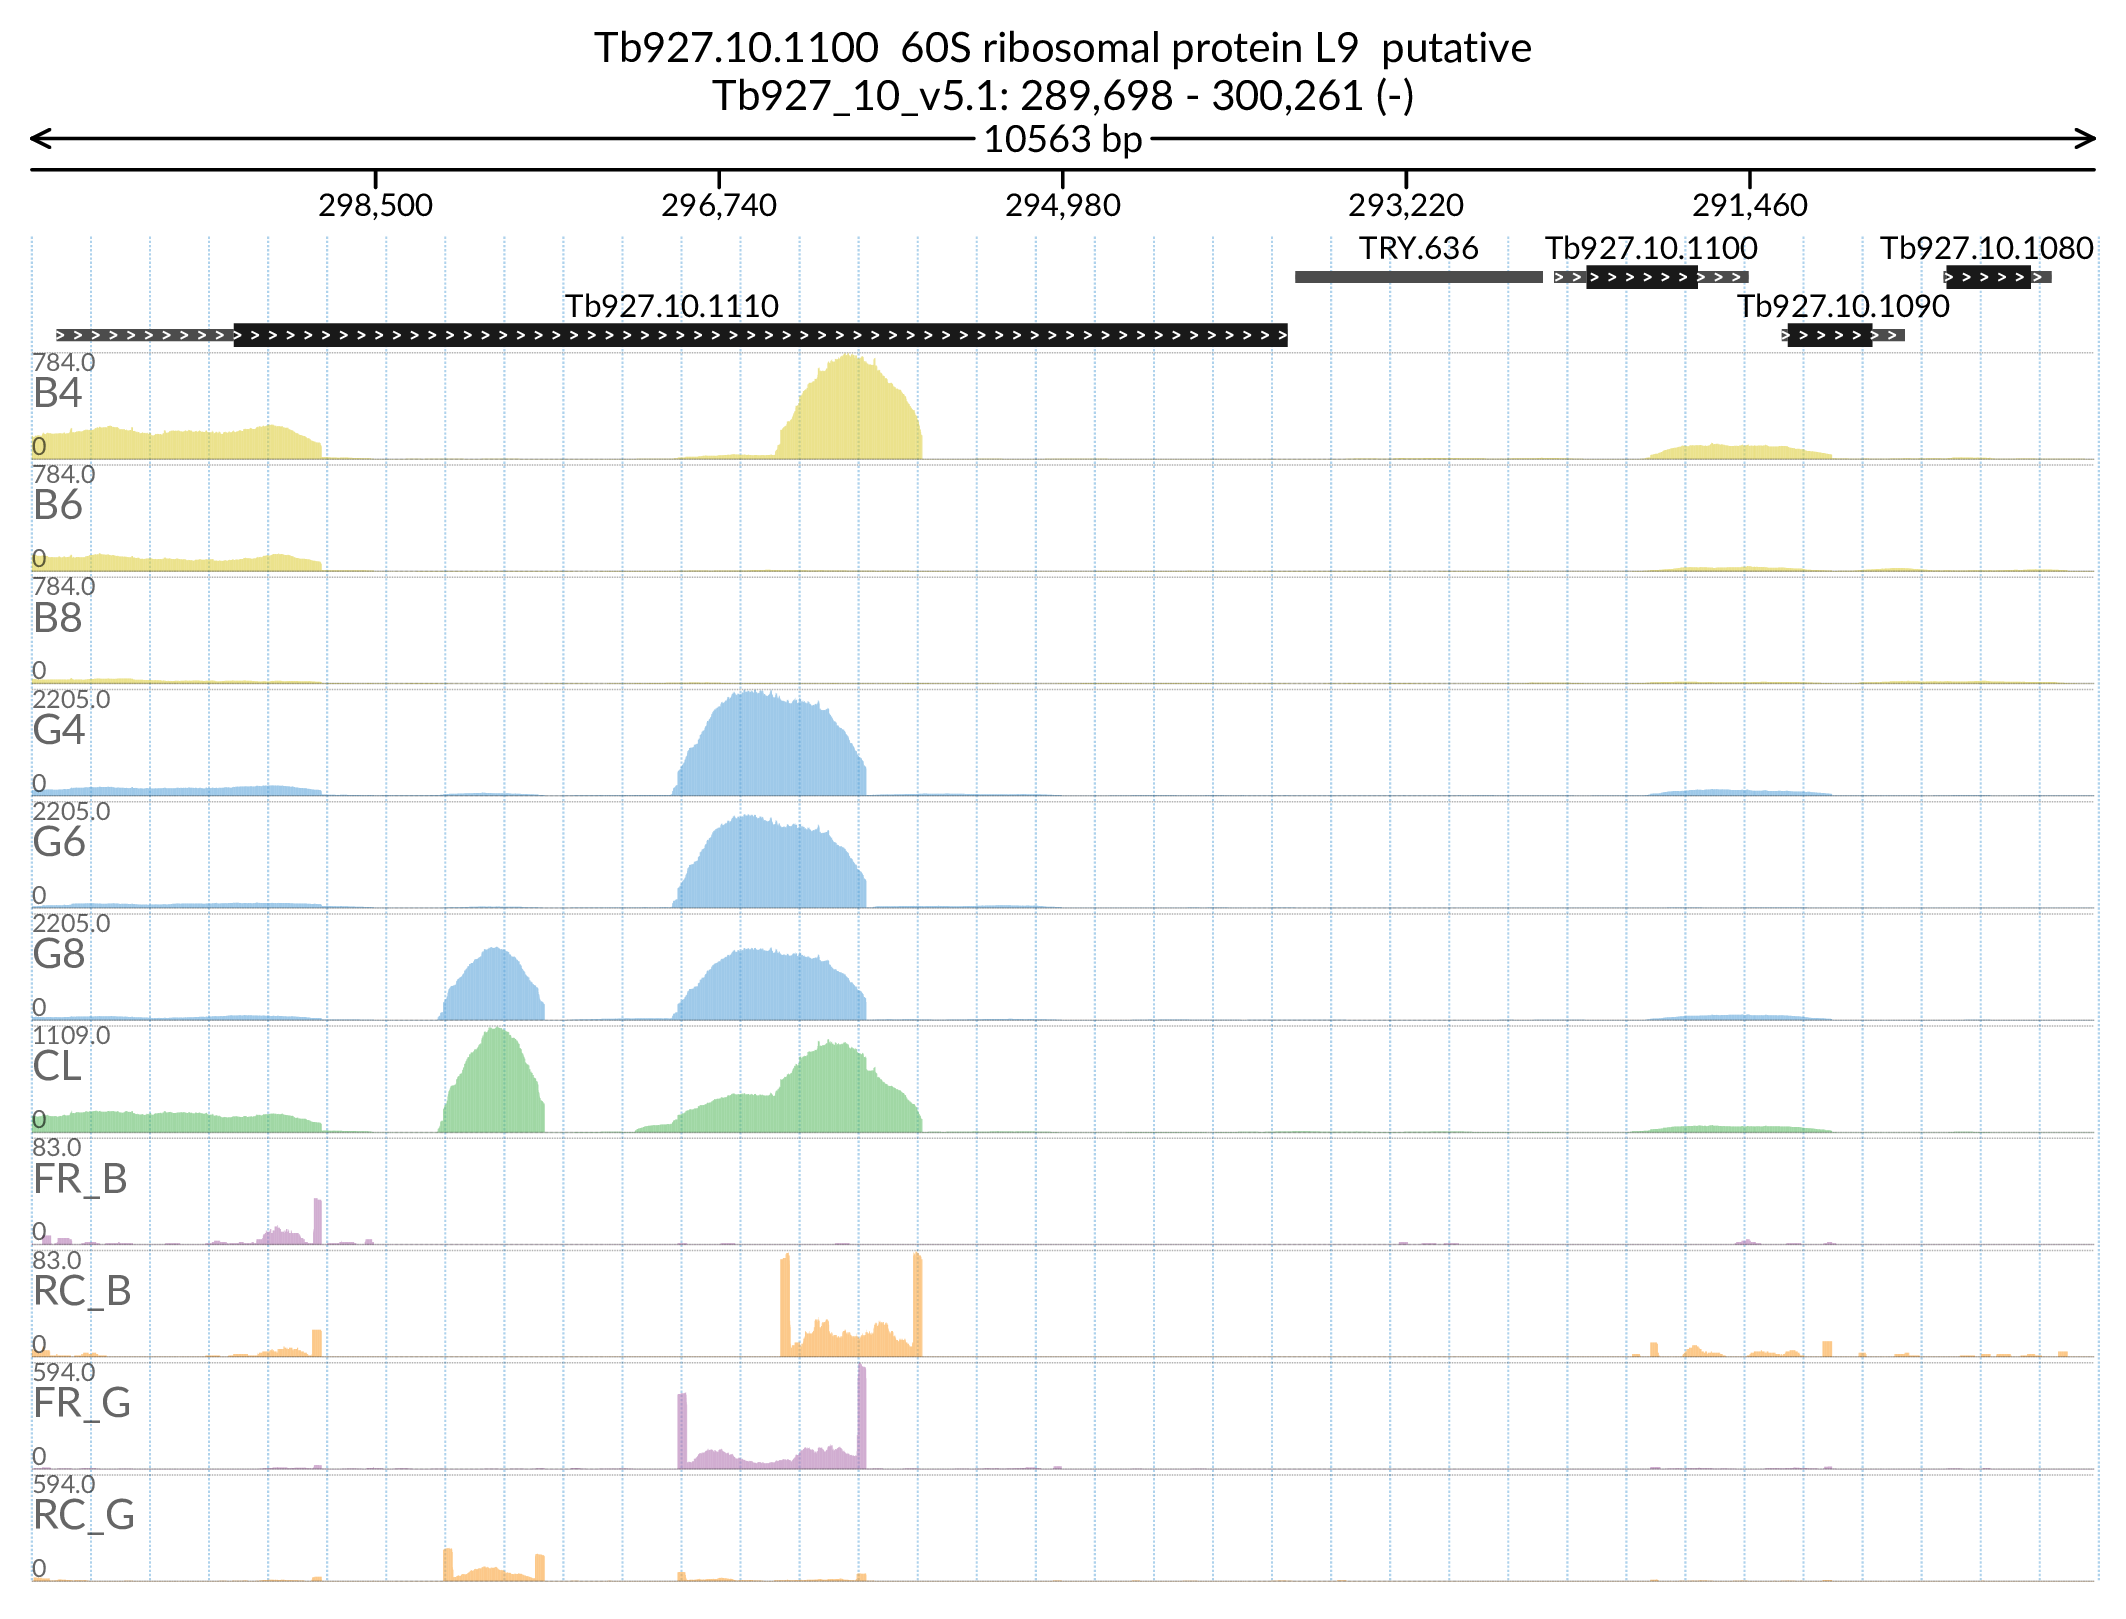 Tb927.10.1100  60S ribosomal protein L9  putative
Tb927_10_v5.1: 289,698 - 300,261 (-)
10563 bp
298,500 296,740 294,980 293,220 291,460
TRY.636 Tb927.10.1100 Tb927.10.1080
Tb927.10.1110 Tb927.10.1090
784.0
B4
0
784.0
B6
0
784.0
B8
0
2205.0
G4
0
2205.0
G6
0
2205.0
G8
0
1109.0
CL
0
83.0
FR_B
0
83.0
RC_B
0
594.0
FR_G
0
594.0
RC_G
0